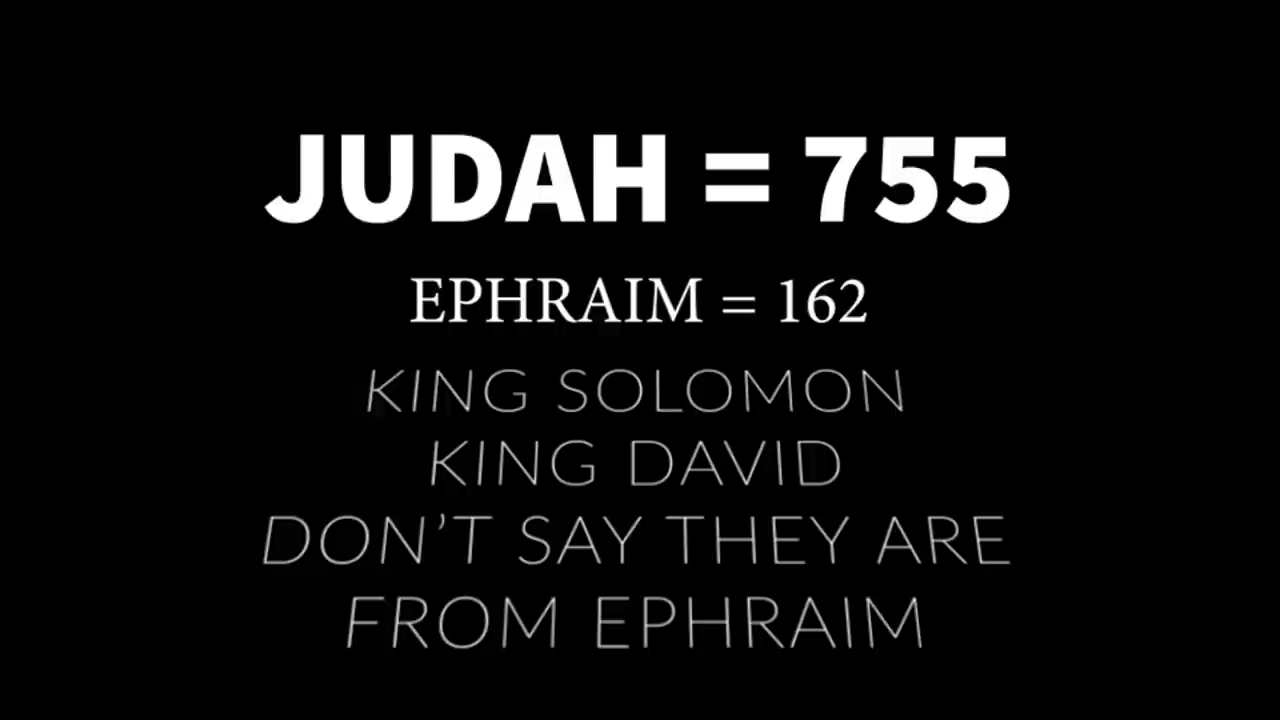 JUDAH = 755
EPHRAIM = 162
KING SOLOMON
KING DAVID
DON'T SAY THEY ARE
FROM EPHRAIM